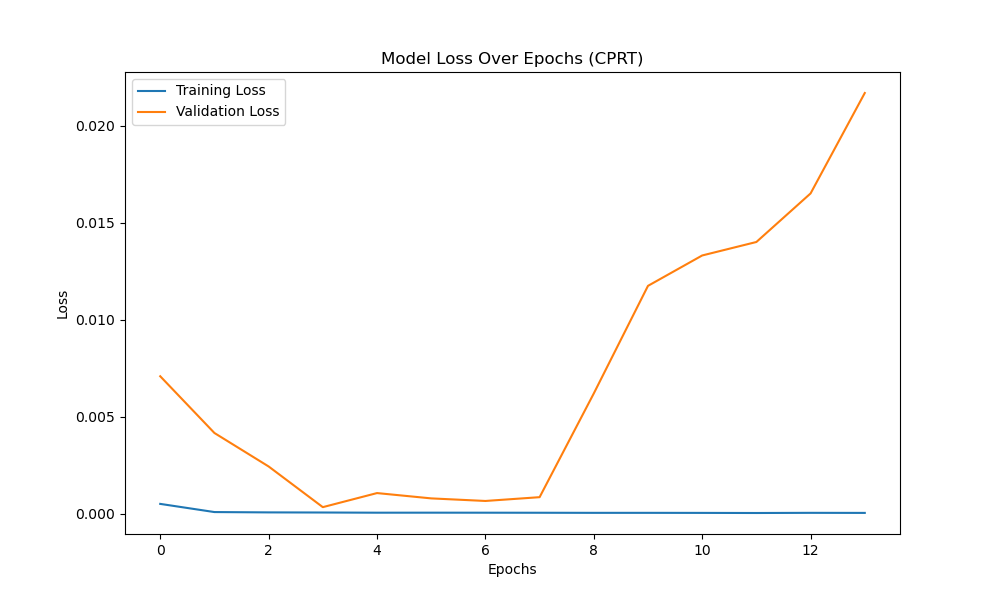 Model Loss Over Epochs (CPRT)
Training Loss
Validation Loss
0.020
0.015
0.010
0.005
0.000
Loss
0 2 4 6 8 10 12
Epochs